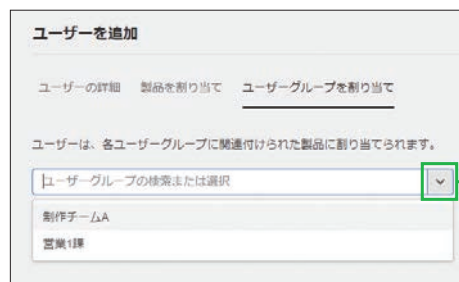 ユーザーを追加
ユーザーの詳細 製品を割り当て ユーザーグループを割り当て
ユーザーは、各ユーザーグループに関連付けられた製品に割り当てられます。
ユーザーグループの検索または選択
制作チームA
営業1課